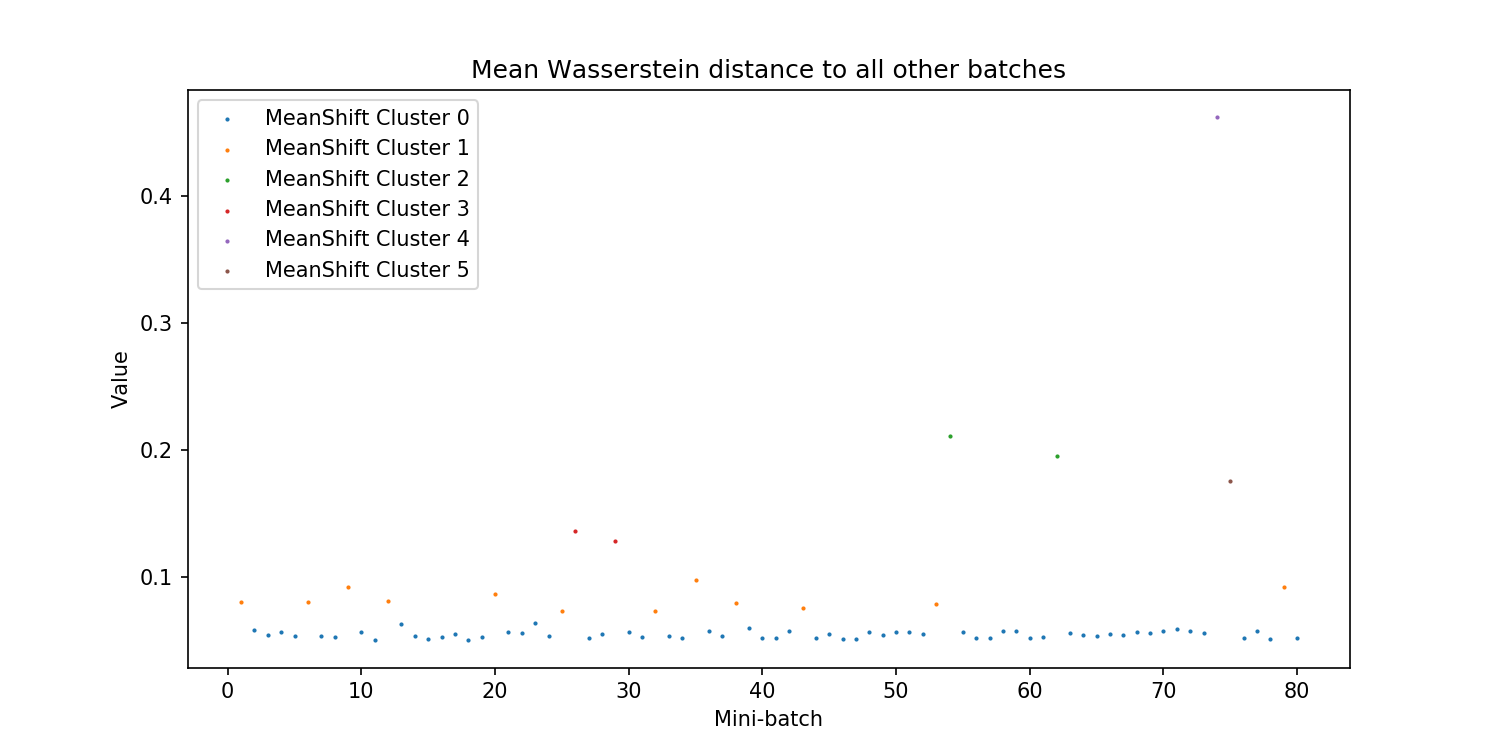 Mean Wasserstein distance to all other batches
MeanShift Cluster 0
MeanShift Cluster 1
MeanShift Cluster 2
MeanShift Cluster 3
MeanShift Cluster 4
MeanShift Cluster 5
0.4
0.3
0.2
0.1
Value
0 10 20 30 40 50 60 70 80
Mini-batch